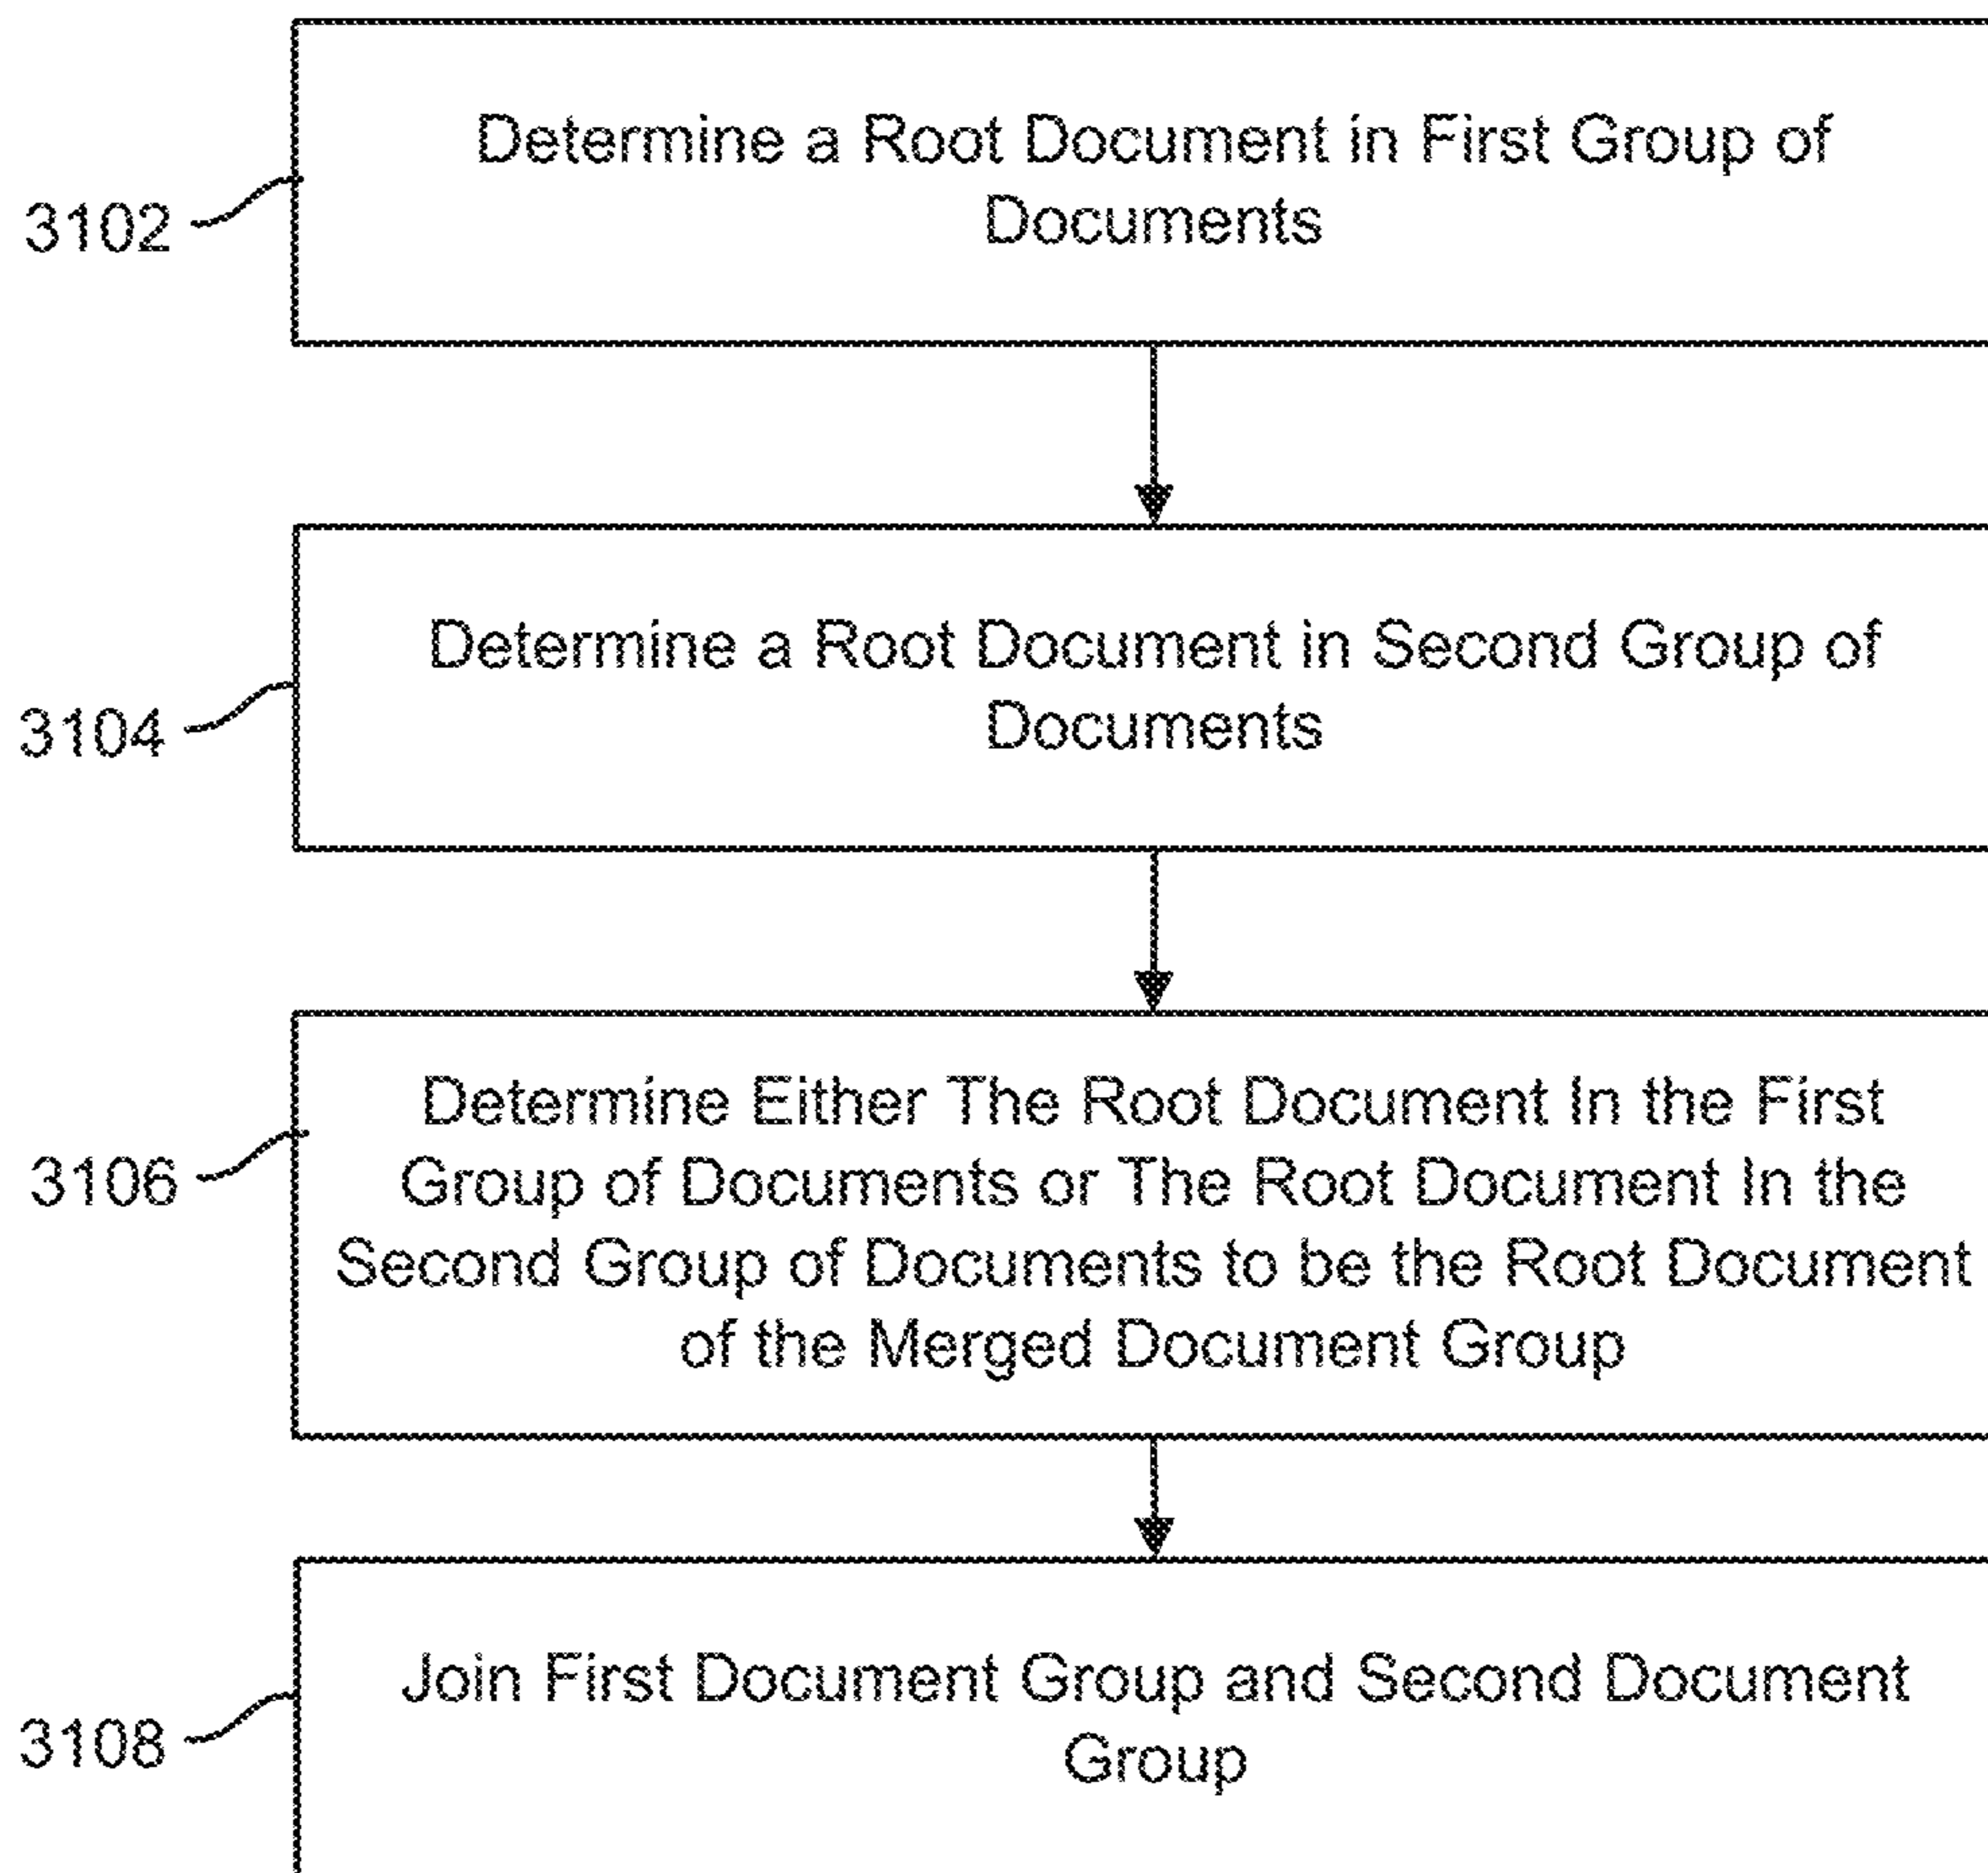 Determine a Root Document in First Group of
Documents
3102
Determine a Root Document in Second Group of
Documents
3104
Determine Either The Root Document In the First
Group of Documents or The Root Document In the
Second Group of Documents to be the Root Document
of the Merged Document Group
3106
Join First Document Group and Second Document
Group
3108